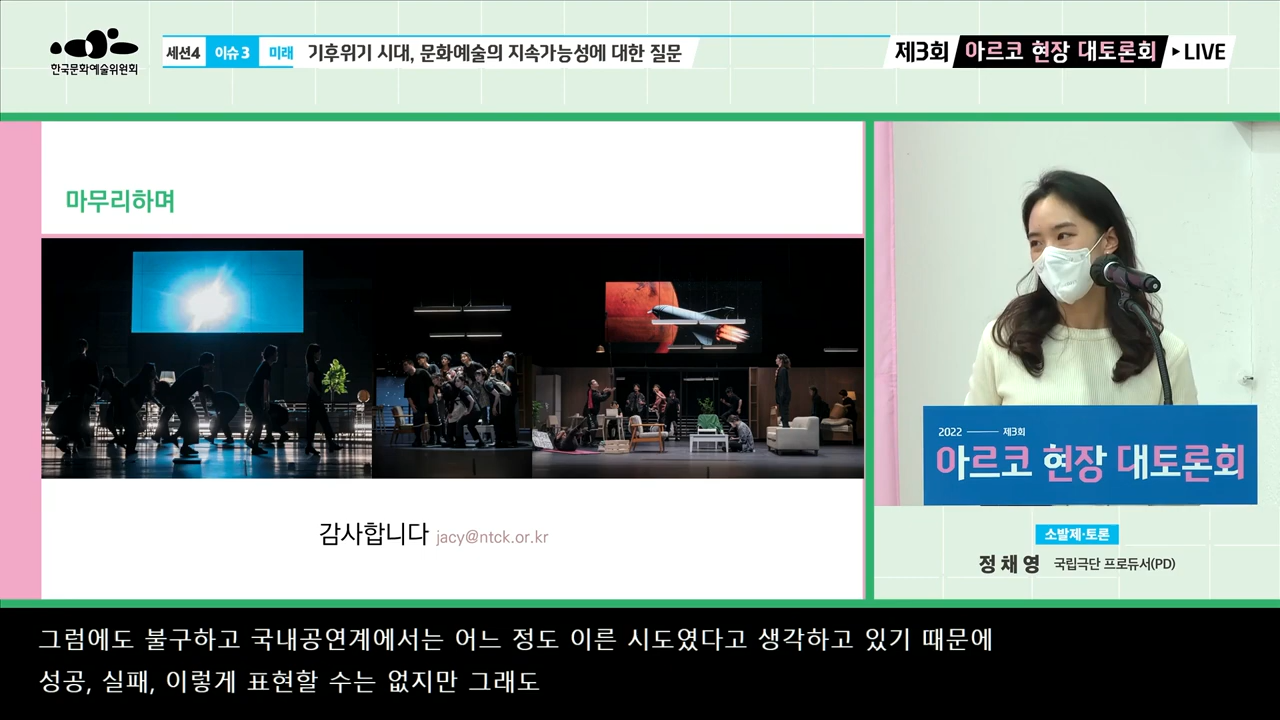 한국문화예술위원회
세션4 이슈 3 미래 기후위기 시대, 문화예술의 지속가능성에 대한 질문
제3회 아르코 현장 대토론회 ▸ LIVE
마무리하며
감사합니다 jacy@ntck.or.kr
2022 제3회
아르코 현장 대토론회
소발제·토론
정채영 국립극단 프로듀서(PD)
그럼에도 불구하고 국내공연계에서는 어느 정도 이른 시도였다고 생각하고 있기 때문에
성공, 실패, 이렇게 표현할 수는 없지만 그래도